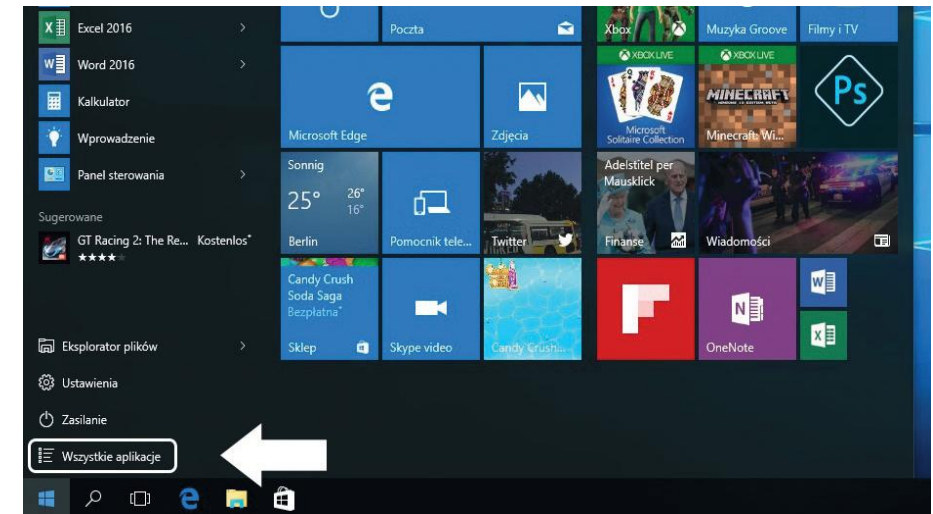 Excel 2016
Word 2016
Kalkulator
Wprowadzenie
Panel sterowania
Sugerowane
GT Racing 2: The Re... Kostenlos*
Eksplorator plików
Ustawienia
Zasilanie
Wszystkie aplikacje
Poczta
Microsoft Edge
Zdjęcia
Sonnig
25° 26°
16°
Berlin
Pomocnik tele...
Twitter
Candy Crush
Soda Saga
Bezpłatna*
Sklep
Skype video
Candy Crush...
Xbox
Muzyka Groove
Filmy i TV
XBOX LIVE
Microsoft
Solitaire Collection
XBOX LIVE
MINECRAFT
Minecraft: Wi...
Ps
Adelstitel per
Mausklick
Finanse
Wiadomości
N
OneNote
W
X